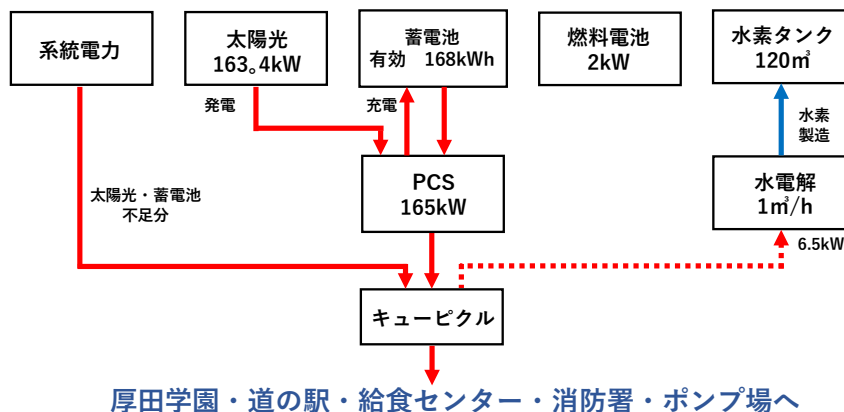 系統電力
太陽光
163。4kW
蓄電池
有効　168kWh
燃料電池
2kW
水素タンク
120㎥
発電
充電
水素
製造
太陽光・蓄電池
不足分
PCS
165kW
水電解
1㎥/h
6.5kW
キューピクル
厚田学園・道の駅・給食センター・消防署・ポンプ場へ